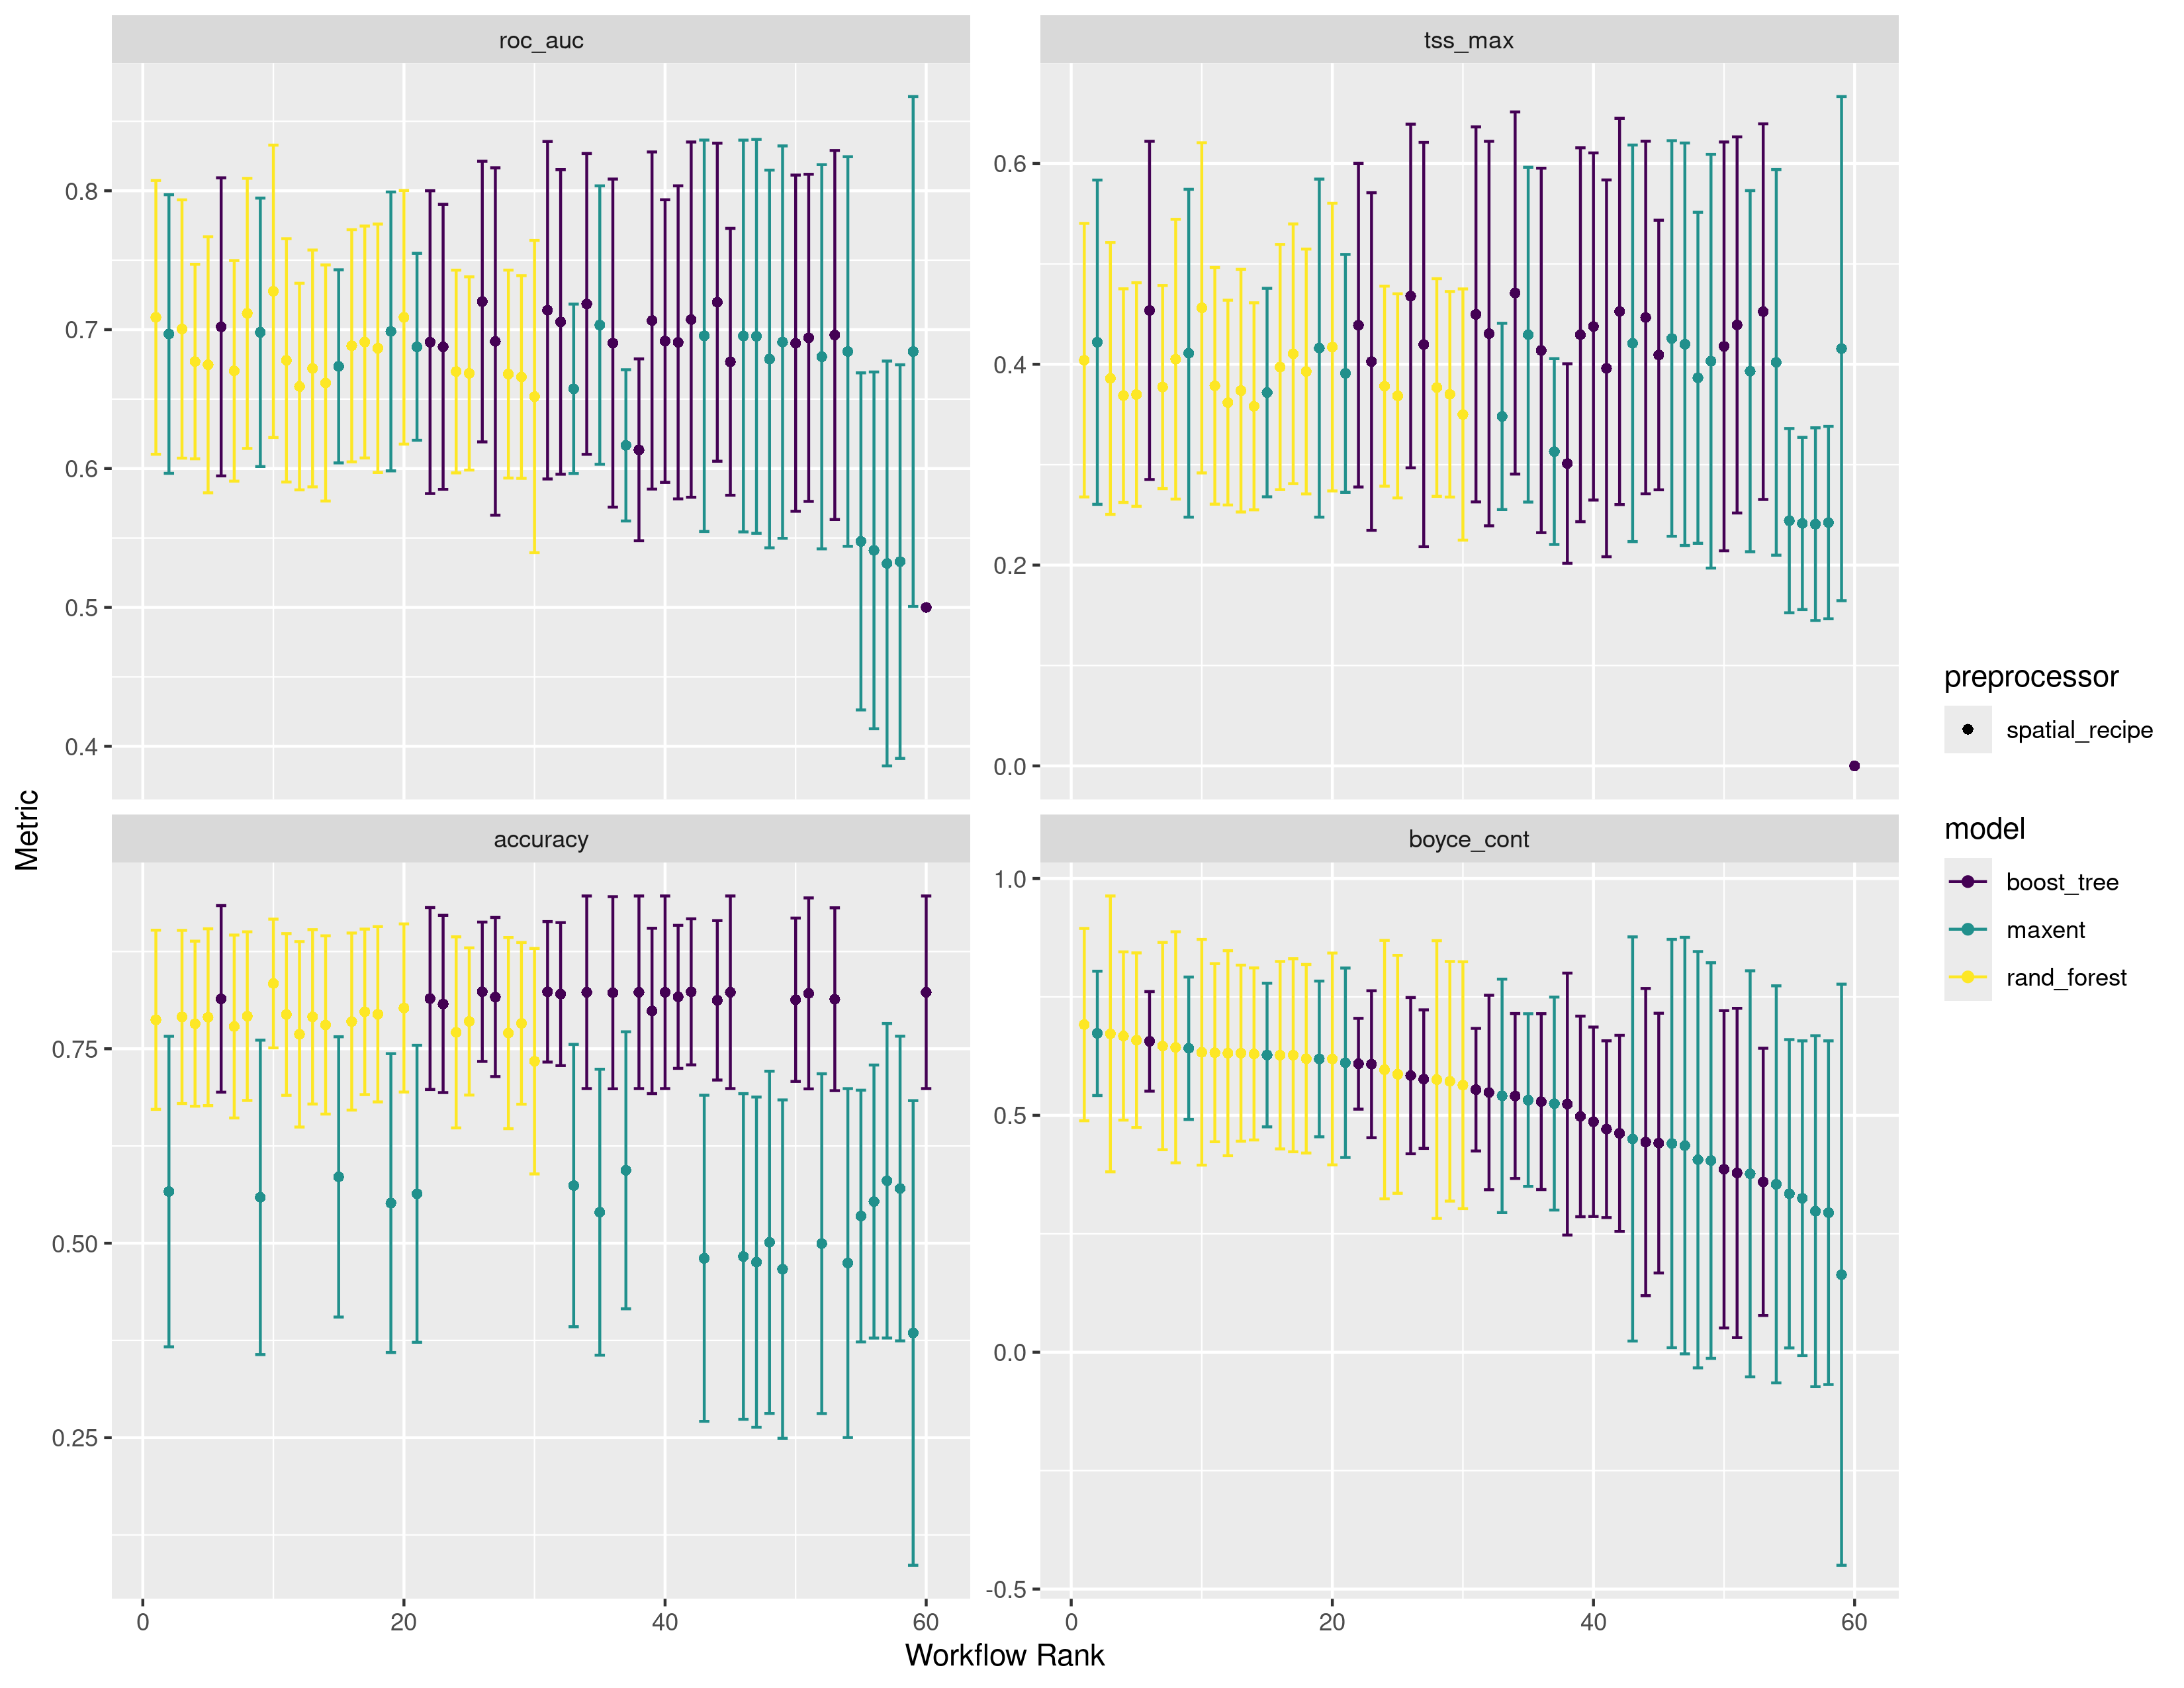 roc_auc
tss_max
0.8
0.7
0.6
0.5
0.4
0.6
0.4
0.2
0.0
accuracy
boyce_cont
0.75
0.50
0.25
1.0
0.5
0.0
-0.5
0 20 40 60
0 20 40 60
Workflow Rank
Metric
preprocessor
spatial_recipe
model
boost_tree
maxent
rand_forest